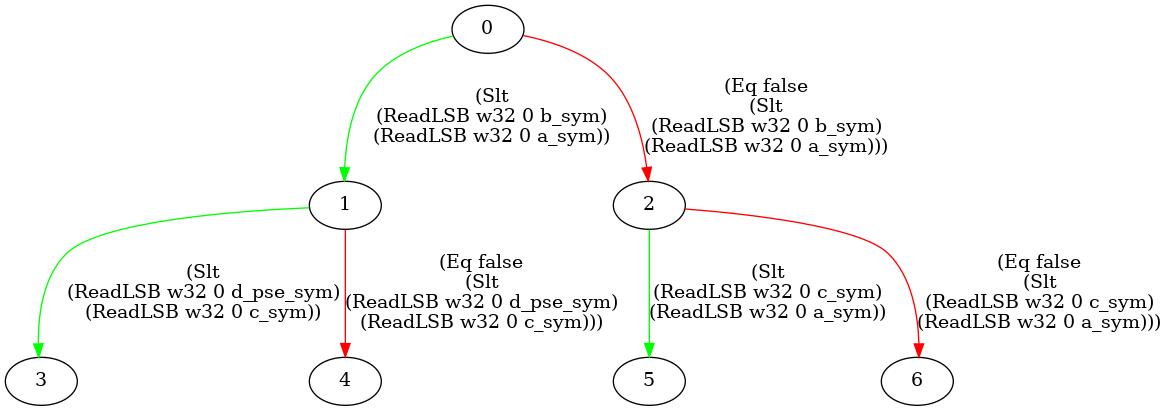 0
(Slt
(ReadLSB w32 0 b_sym)
(ReadLSB w32 0 a_sym))
(Eq false
(Slt
(ReadLSB w32 0 b_sym)
(ReadLSB w32 0 a_sym)))
1
2
(Slt
(ReadLSB w32 0 d_pse_sym)
(ReadLSB w32 0 c_sym))
(Eq false
(Slt
(ReadLSB w32 0 d_pse_sym)
(ReadLSB w32 0 c_sym)))
(Slt
(ReadLSB w32 0 c_sym)
(ReadLSB w32 0 a_sym))
(Eq false
(Slt
(ReadLSB w32 0 c_sym)
(ReadLSB w32 0 a_sym)))
3
4
5
6